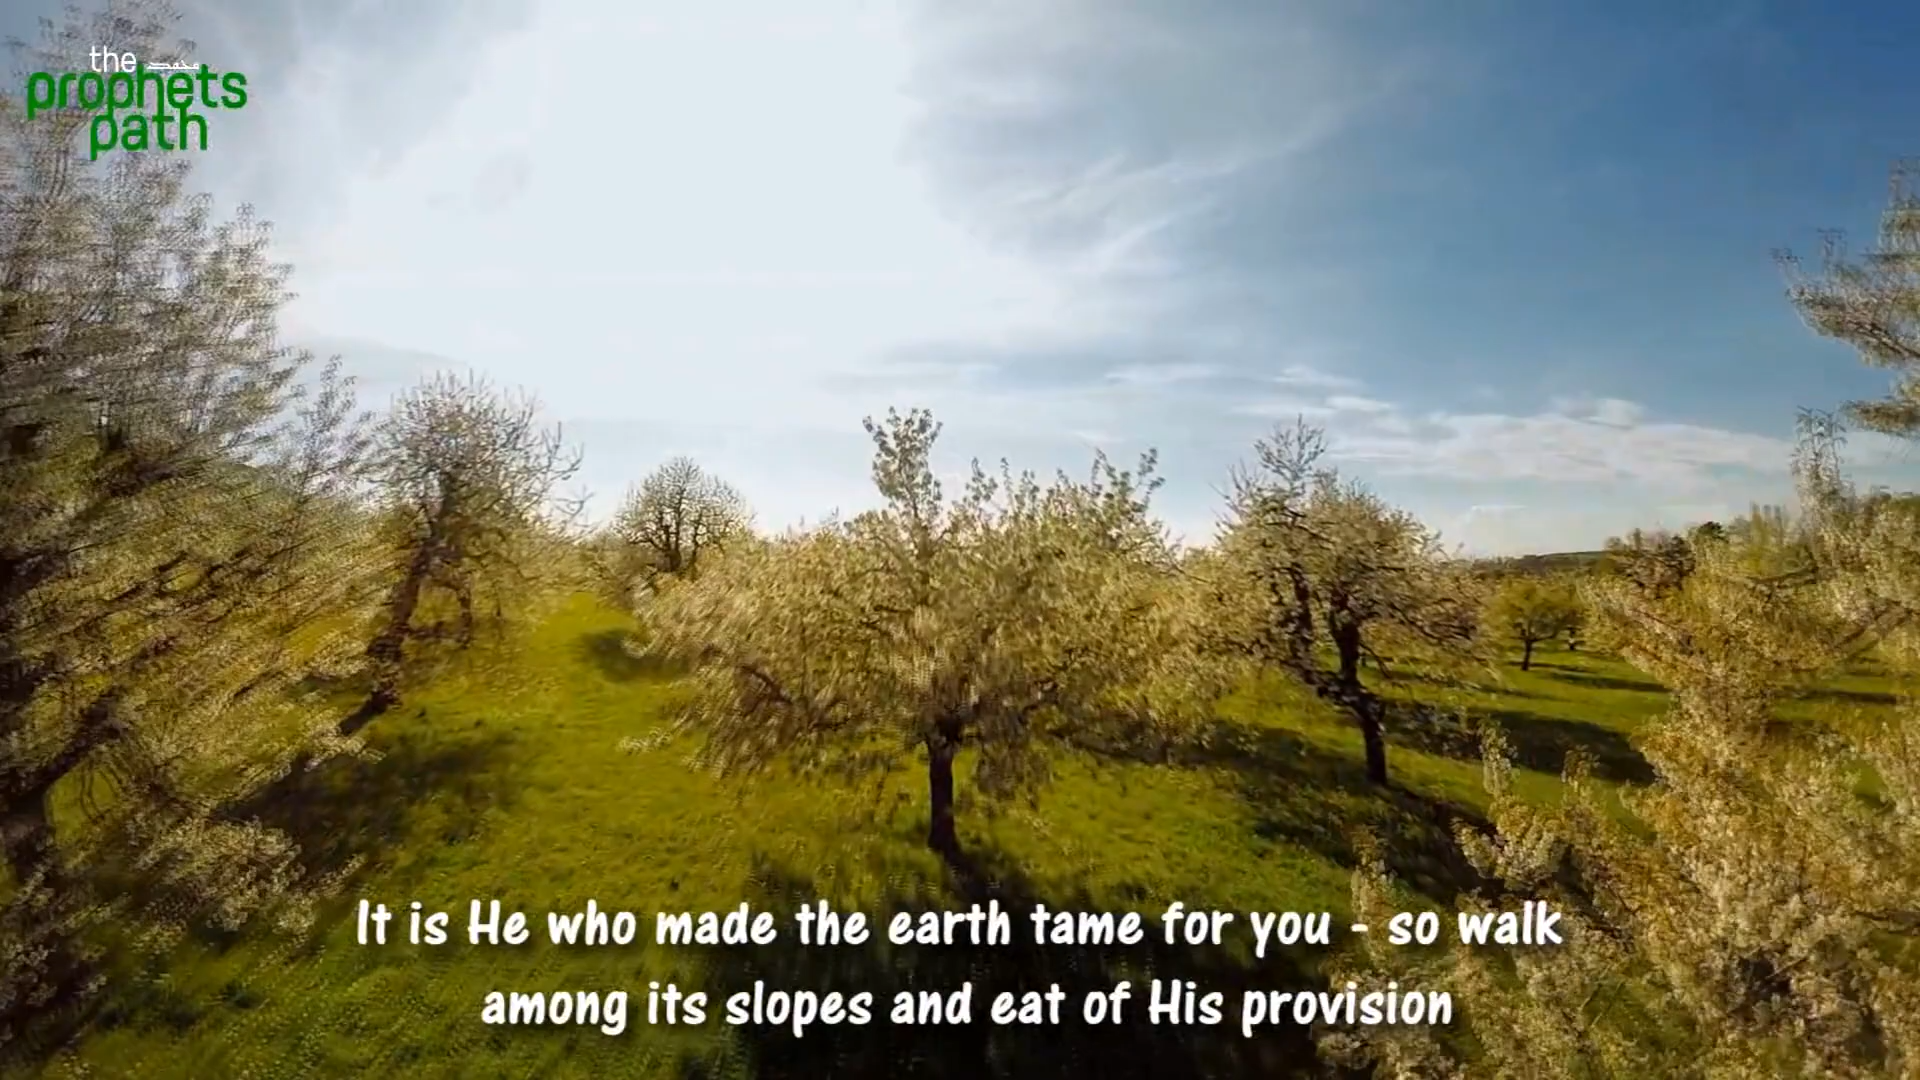 the
prophets
path
It is He who made the earth tame for you - so walk
among its slopes and eat of His provision